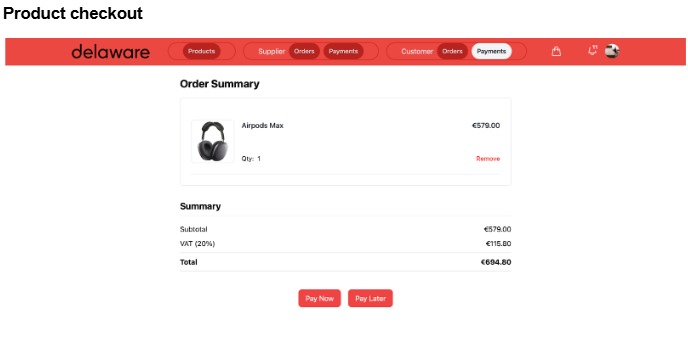 Product checkout
delaware Products Supplier Orders Payments Customer Orders Payments
Order Summary
Airpods Max €579.00
Qty: 1 Remove
Summary
Subtotal €579.00
VAT (20%) €115.80
Total €694.80
Pay Now Pay Later